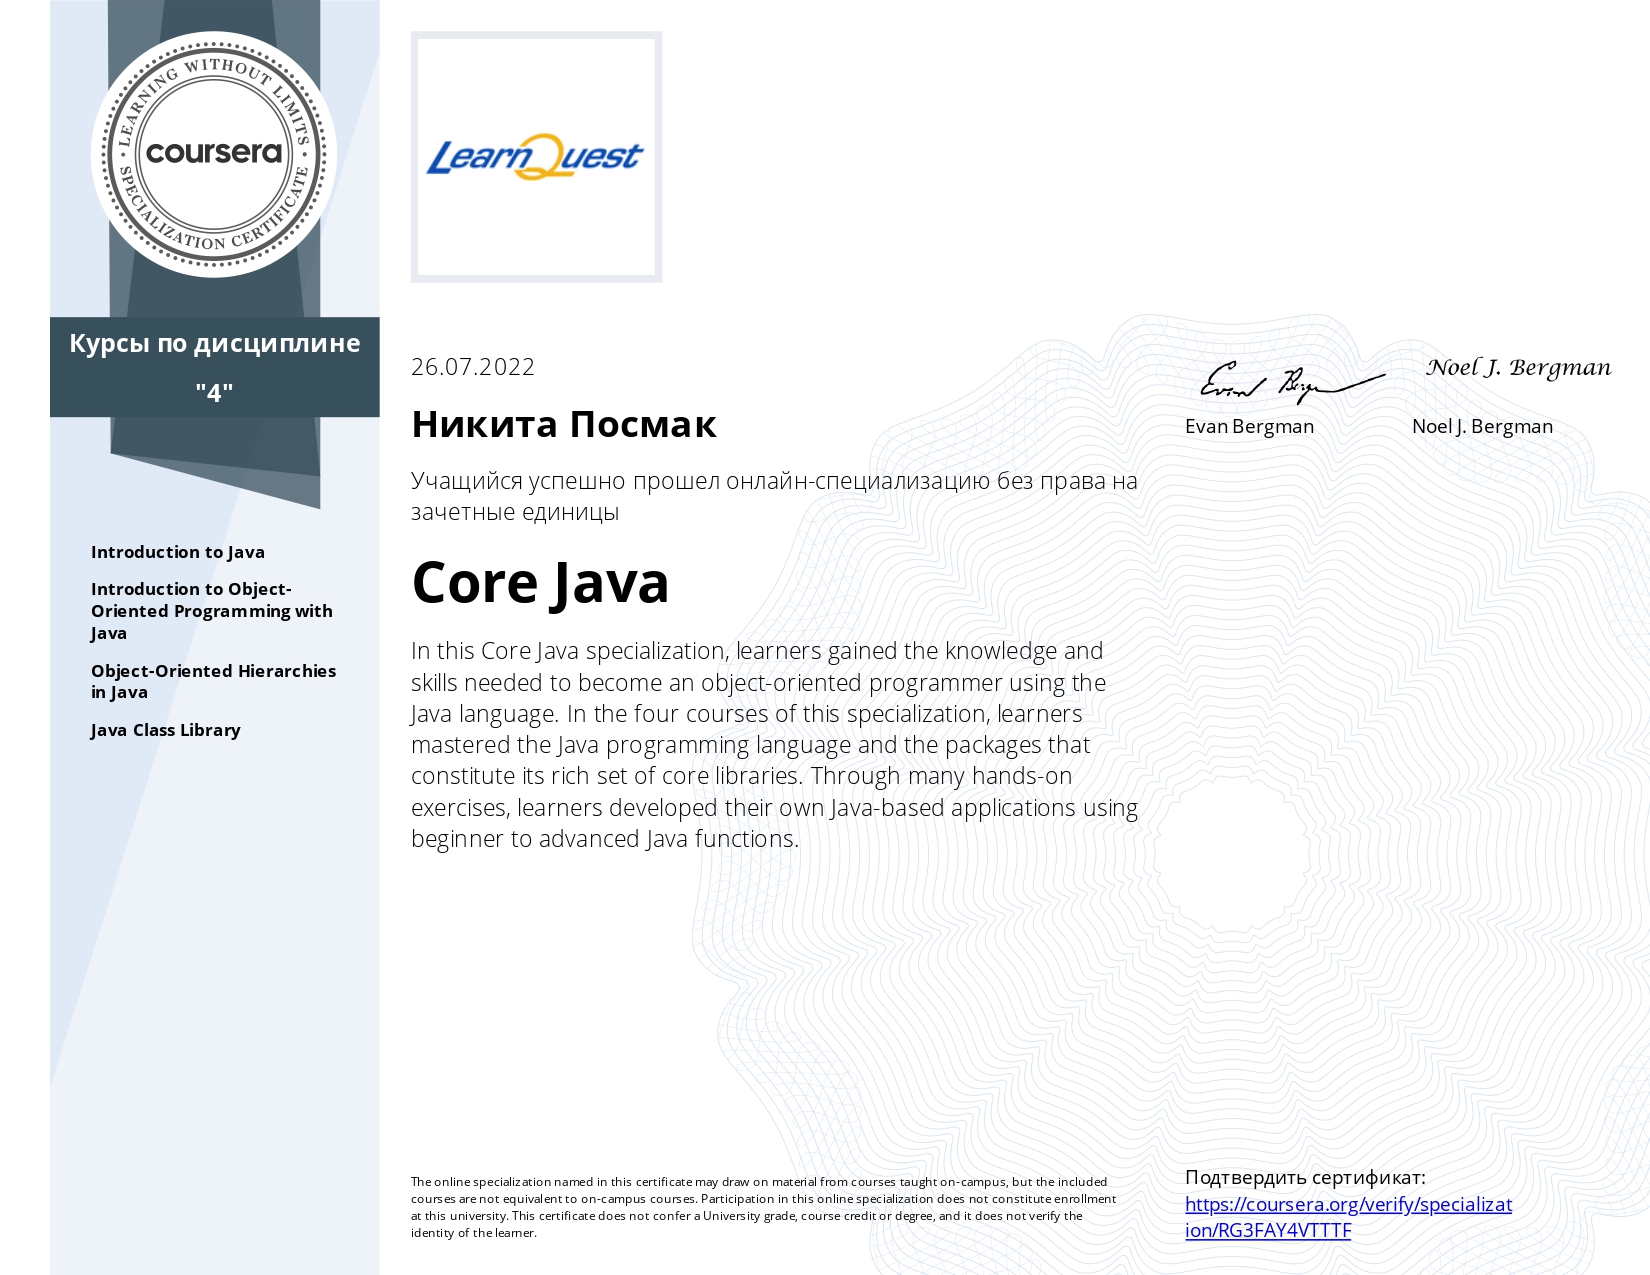 LEARNING WITHOUT LIMITS
coursera
SPECIALIZATION CERTIFICATE
Курсы по дисциплине
"4"
Introduction to Java
Introduction to Object-
Oriented Programming with
Java
Object-Oriented Hierarchies
in Java
Java Class Library
LearnQuest
26.07.2022
Никита Посмак
Учащийся успешно прошел онлайн-специализацию без права на
зачетные единицы
Core Java
In this Core Java specialization, learners gained the knowledge and
skills needed to become an object-oriented programmer using the
Java language. In the four courses of this specialization, learners
mastered the Java programming language and the packages that
constitute its rich set of core libraries. Through many hands-on
exercises, learners developed their own Java-based applications using
beginner to advanced Java functions.
Evan Berger
Evan Bergman
Noel J. Bergman
Noel J. Bergman
The online specialization named in this certificate may draw on material from courses taught on-campus, but the included
courses are not equivalent to on-campus courses. Participation in this online specialization does not constitute enrollment
at this university. This certificate does not confer a University grade, course credit or degree, and it does not verify the
identity of the learner.
Подтвердить сертификат:
https://coursera.org/verify/specializat
ion/RG3FAY4VTTTF